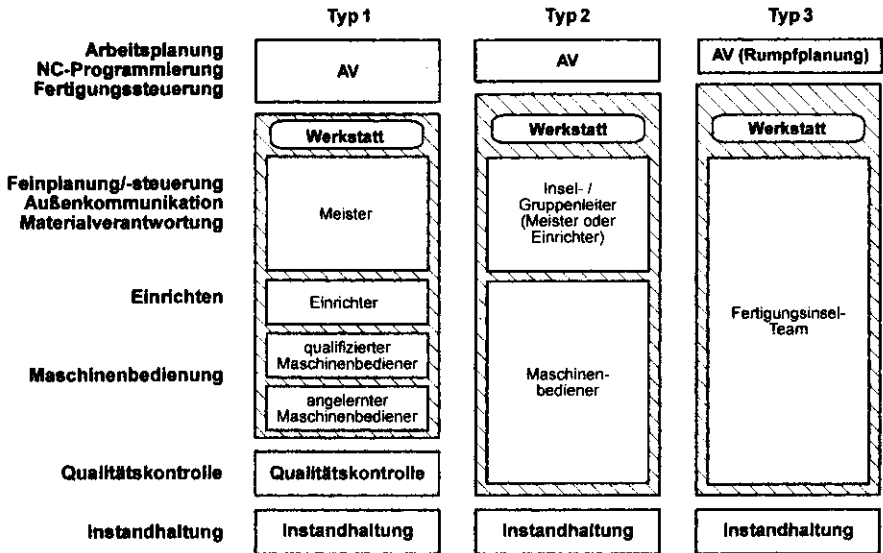 Typ 1 Typ 2 Typ 3
Arbeitsplanung
NC-Programmierung
Fertigungssteuerung
AV
AV
AV (Rumpfplanung)
Werkstatt
Werkstatt
Werkstatt
Feinplanung/-steuerung
Außenkommunikation
Materialverantwortung
Meister
Insel- /
Gruppenleiter
(Meister oder
Einrichter)
Einrichten
Einrichter
Fertigungsinsel-
Team
Maschinenbedienung
qualifizierter
Maschinenbediener
angelernter
Maschinenbediener
Maschinen-
bediener
Qualitätskontrolle
Qualitätskontrolle
Instandhaltung
Instandhaltung
Instandhaltung
Instandhaltung